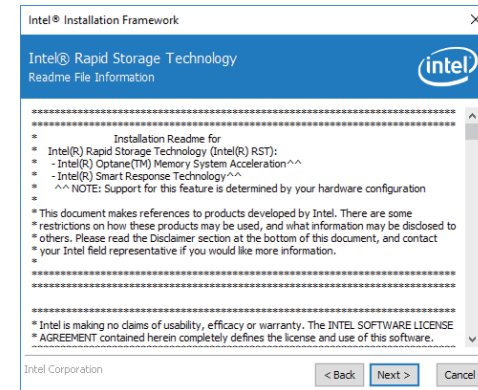 Intel® Installation Framework
Intel® Rapid Storage Technology
Readme File Information
intel
********************************************************************************
********************************************************************************
* Installation Readme for
* Intel(R) Rapid Storage Technology (Intel(R) RST):
* - Intel(R) Optane(TM) Memory System Acceleration^^
* - Intel(R) Smart Response Technology^^
* ^^ NOTE: Support for this feature is determined by your hardware configuration
*
* This document makes references to products developed by Intel. There are some
* restrictions on how these products may be used, and what information may be disclosed to
* others. Please read the Disclaimer section at the bottom of this document, and contact
* your Intel field representative if you would like more information.
*
********************************************************************************
********************************************************************************
********************************************************************************
* Intel is making no claims of usability, efficacy or warranty. The INTEL SOFTWARE LICENSE
* AGREEMENT contained herein completely defines the license and use of this software.
********************************************************************************
Intel Corporation
< Back
Next >
Cancel